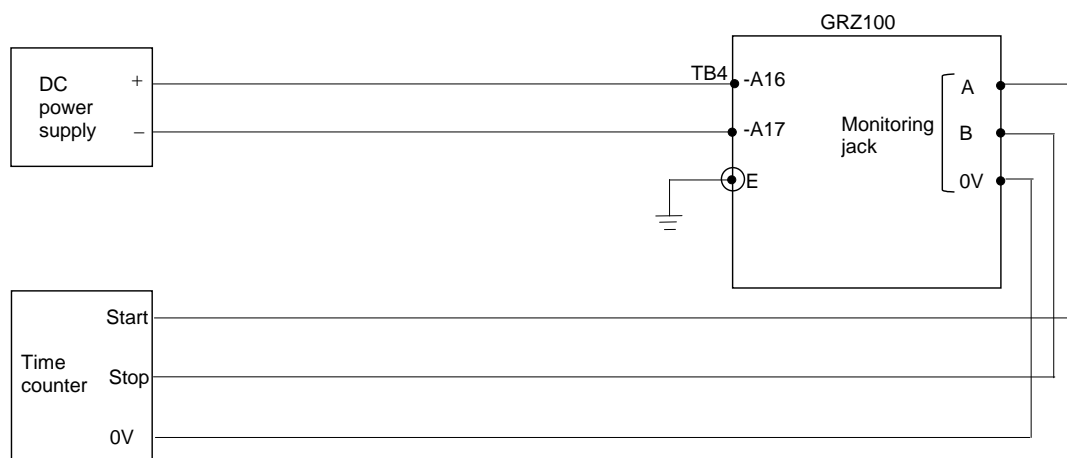 GRZ100
DC
power
supply
+
−
TB4
-A16
-A17
E
Monitoring
jack
A
B
0V
Time
counter
Start
Stop
0V